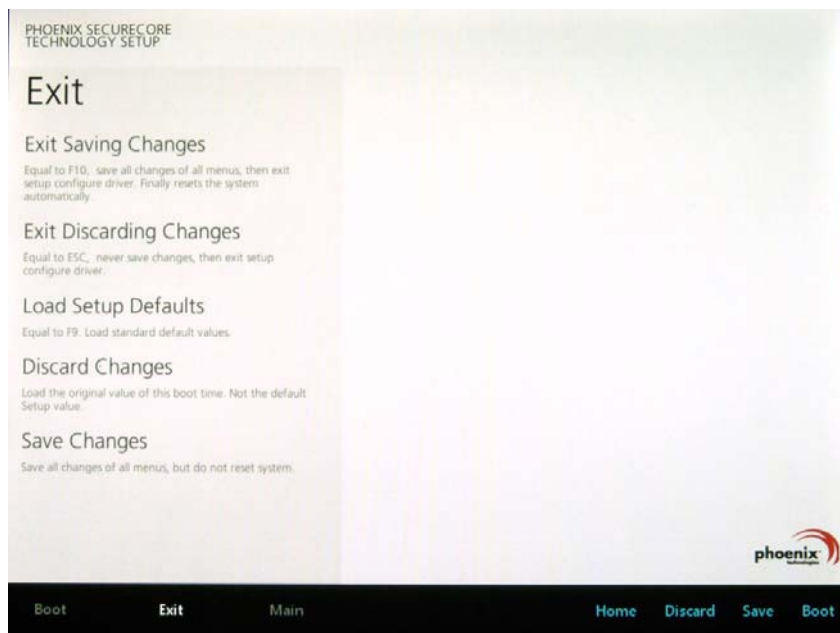 PHOENIX SECURECORE
TECHNOLOGY SETUP
Exit
Exit Saving Changes
Equal to F10, save all changes of all menus, then exit
setup configure driver. Finally resets the system
automatically.
Exit Discarding Changes
Equal to ESC, never save changes, then exit setup
configure driver.
Load Setup Defaults
Equal to F9. Load standard default values.
Discard Changes
Load the original value of this boot time. Not the default
Setup value.
Save Changes
Save all changes of all menus, but do not reset system.
phoenix
technologies
Boot Exit Main Home Discard Save Boot